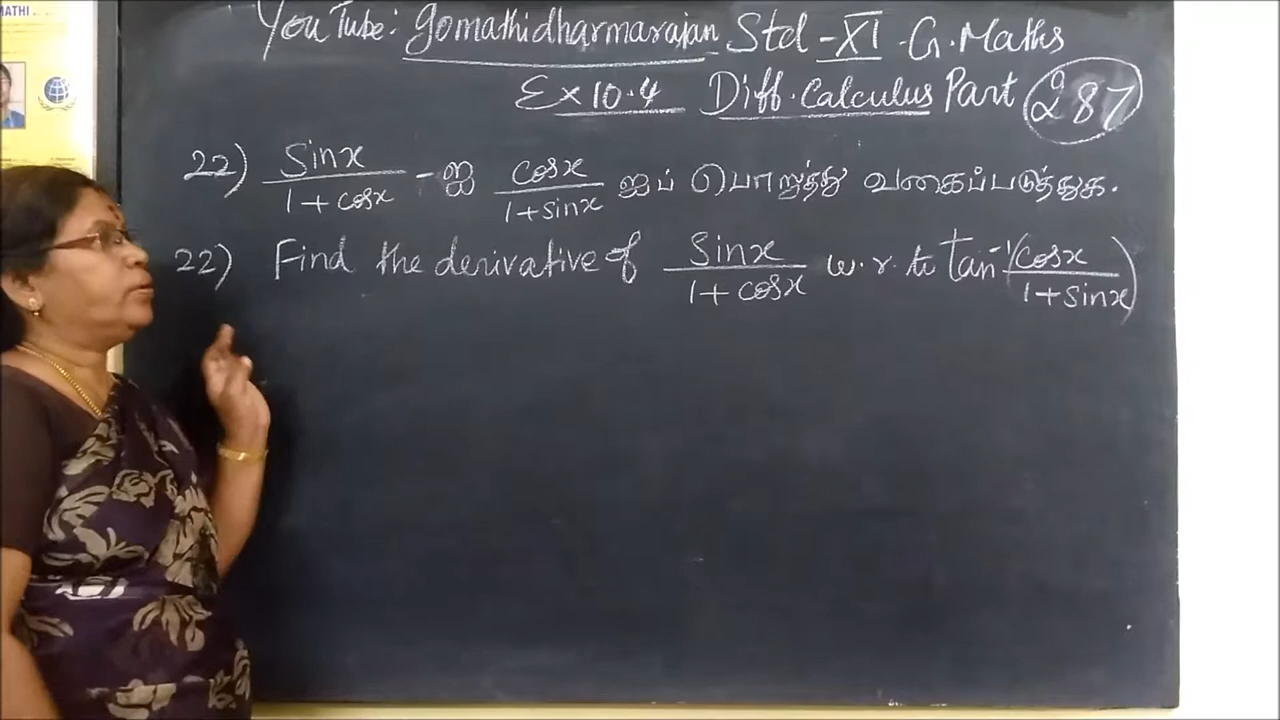 MATHI
YouTube: gomathidharmarajan Std - XI - G. Maths
Ex 10.4 Diff. Calculus Part 287
22) Sinx / 1 + cosx - ஐ cosx / 1 + sinx ஐப் பொறுத்து வகைப்படுத்துக.
22) Find the derivative of Sinx / 1 + cosx w.r. to tan⁻¹(cosx / 1 + sinx)